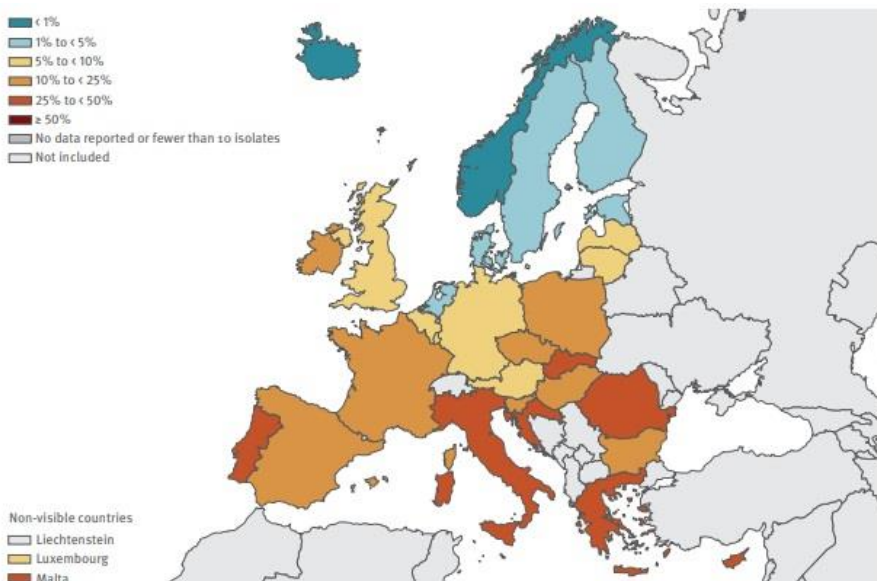 < 1%
1% to < 5%
5% to < 10%
10% to < 25%
25% to < 50%
≥ 50%
No data reported or fewer than 10 isolates
Not included
Non-visible countries
Liechtenstein
Luxembourg
Malta